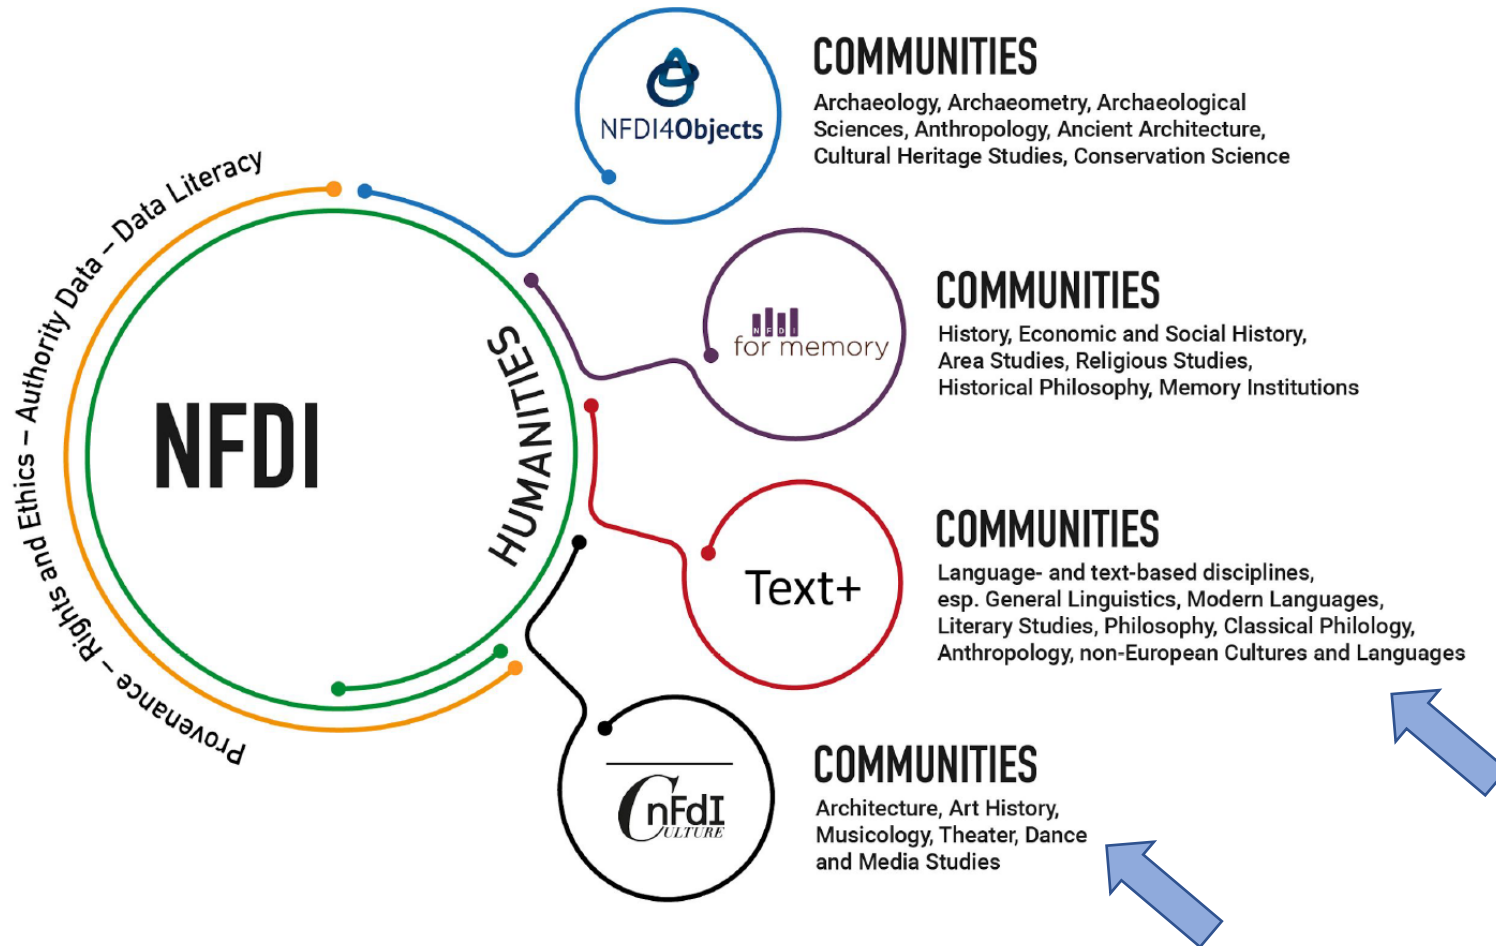 Provenance – Rights and Ethics – Authority Data – Data Literacy
NFDI
HUMANITIES
NFDI4Objects
COMMUNITIES
Archaeology, Archaeometry, Archaeological
Sciences, Anthropology, Ancient Architecture,
Cultural Heritage Studies, Conservation Science
NFDI
for memory
COMMUNITIES
History, Economic and Social History,
Area Studies, Religious Studies,
Historical Philosophy, Memory Institutions
Text+
COMMUNITIES
Language- and text-based disciplines,
esp. General Linguistics, Modern Languages,
Literary Studies, Philosophy, Classical Philology,
Anthropology, non-European Cultures and Languages
nFdI
CULTURE
COMMUNITIES
Architecture, Art History,
Musicology, Theater, Dance
and Media Studies